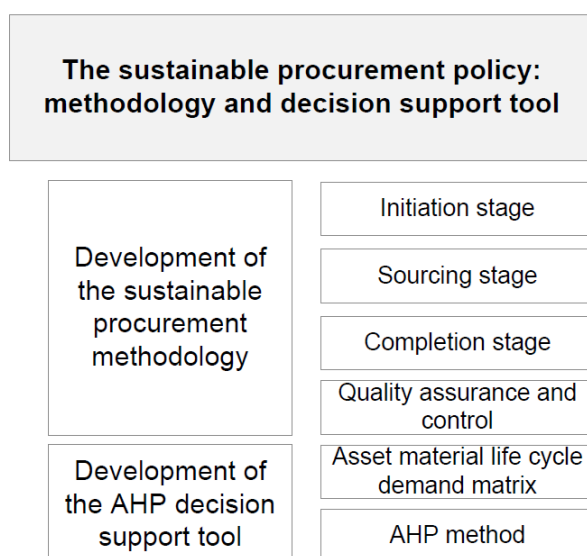 The sustainable procurement policy:
methodology and decision support tool
Development of
the sustainable
procurement
methodology
Initiation stage
Sourcing stage
Completion stage
Quality assurance and
control
Development of
the AHP decision
support tool
Asset material life cycle
demand matrix
AHP method